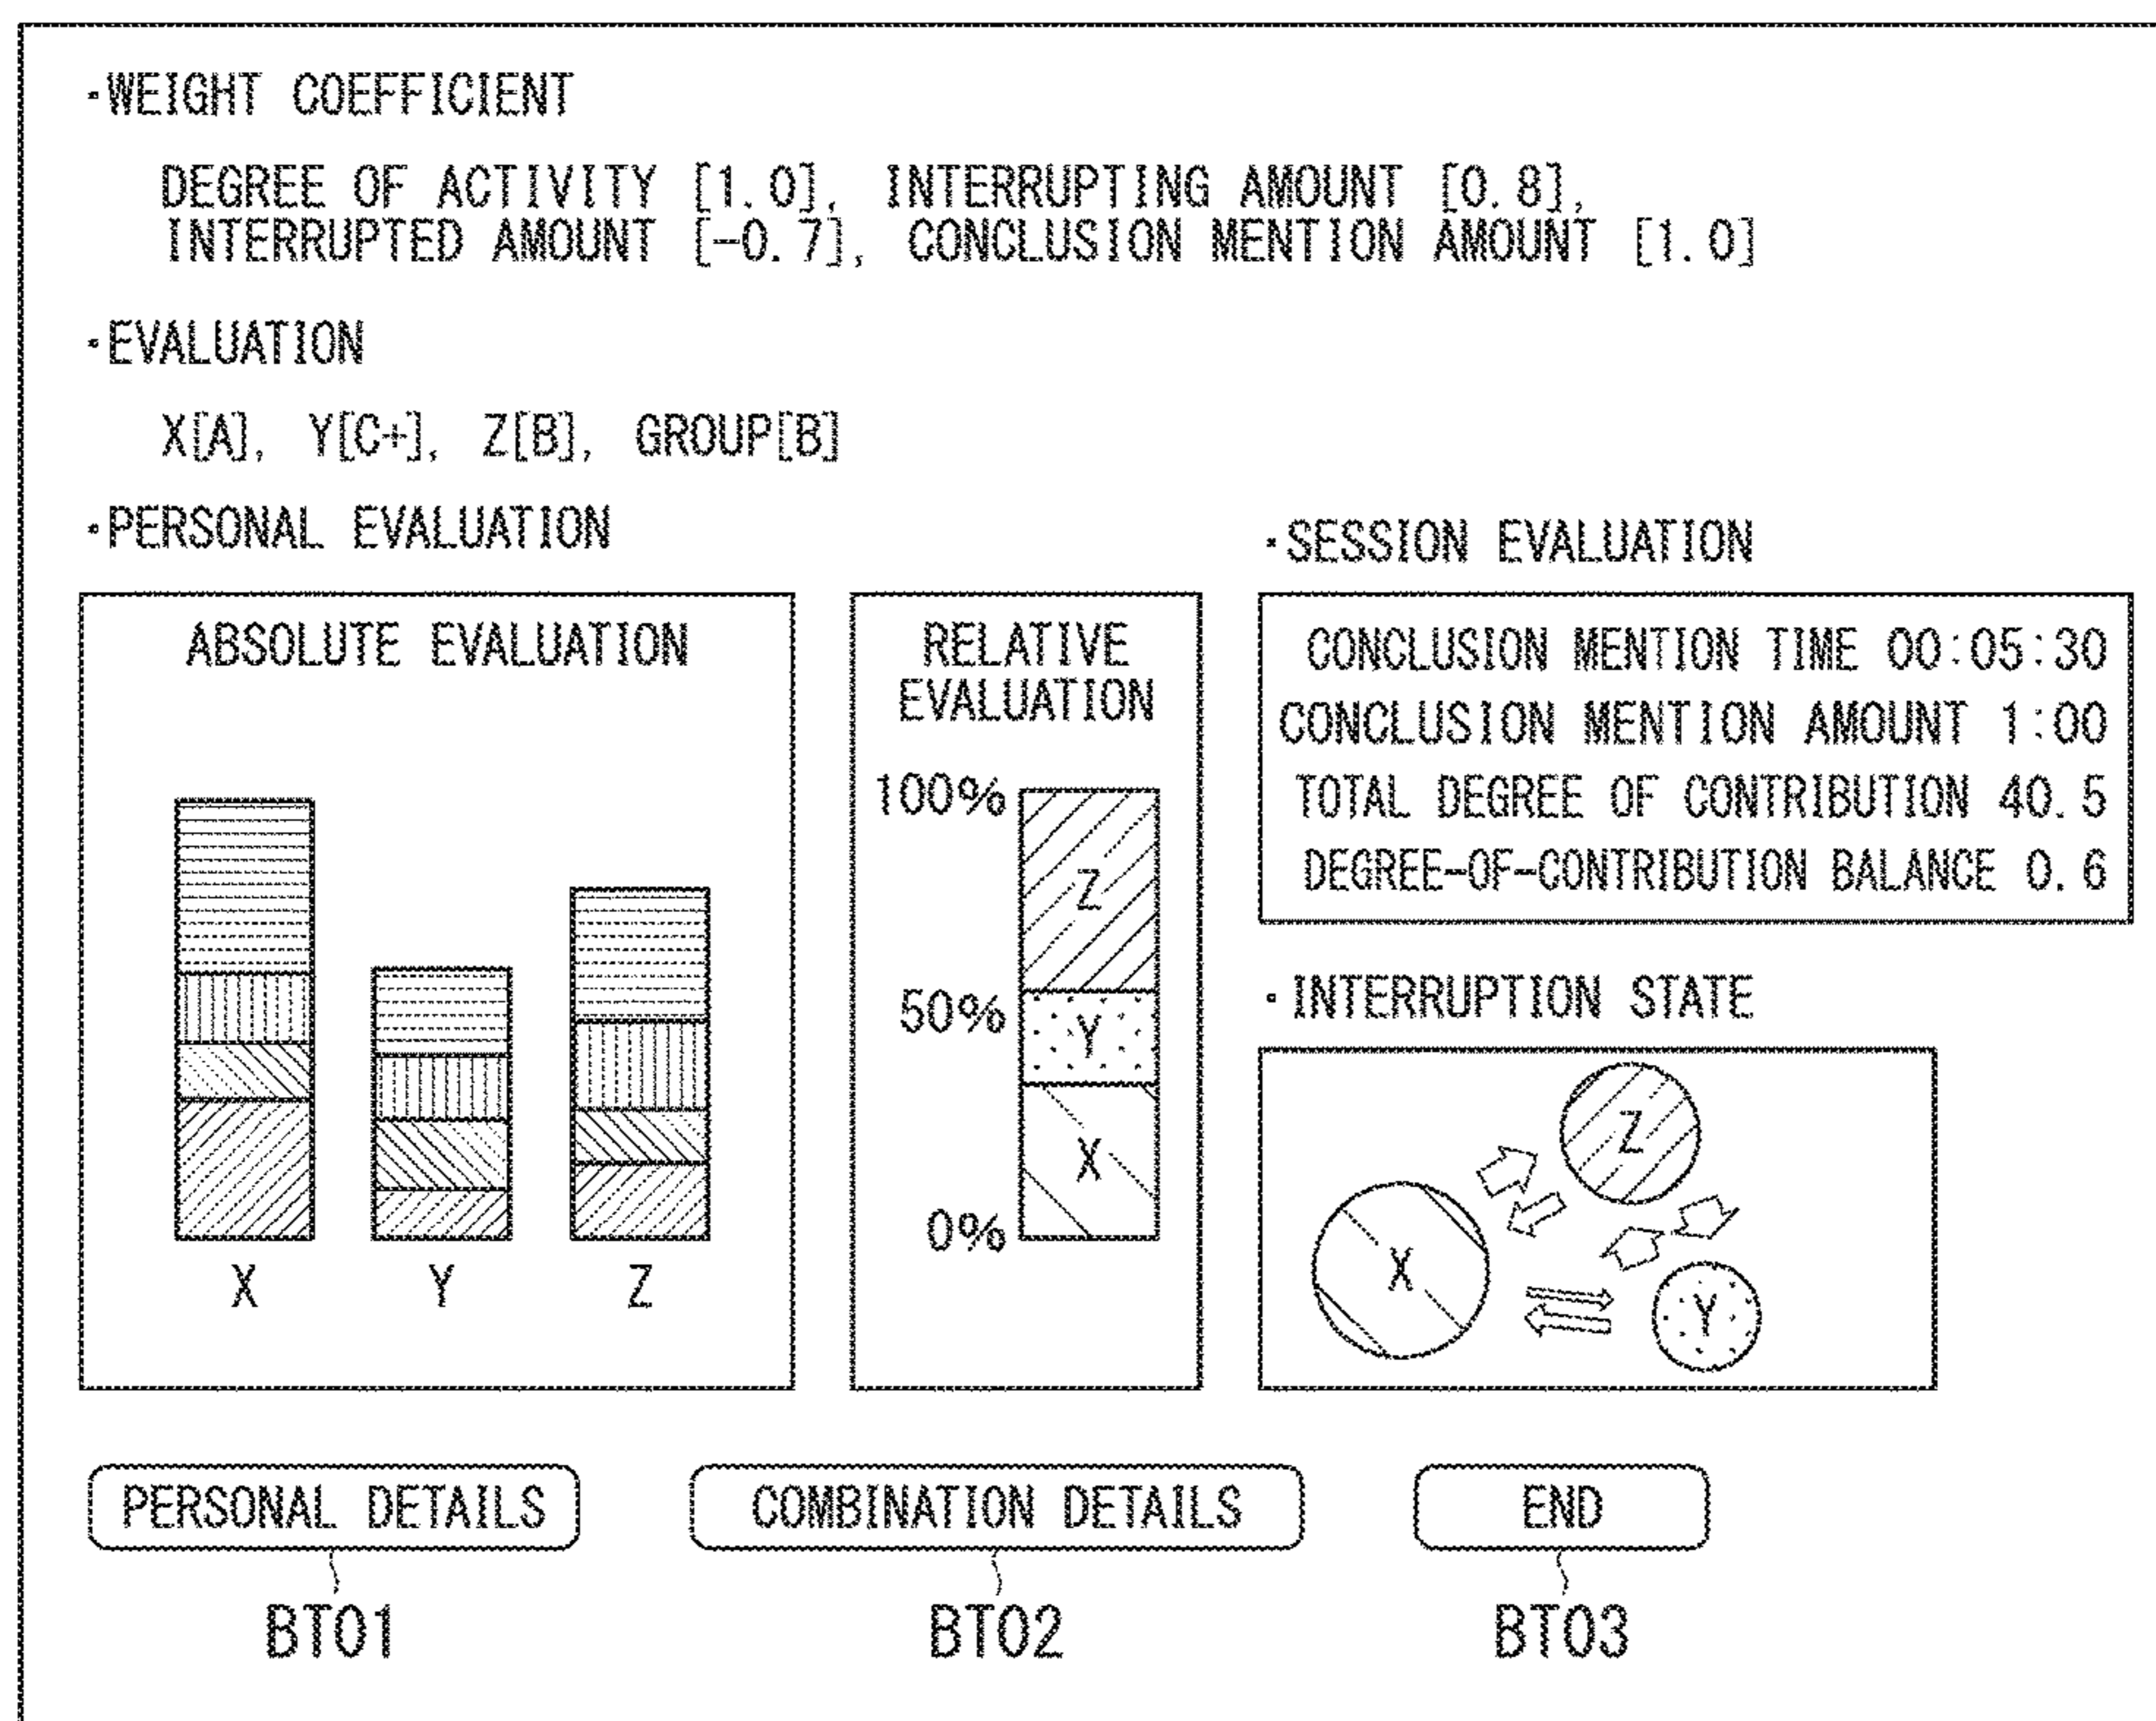 ·WEIGHT COEFFICIENT
DEGREE OF ACTIVITY [1.0], INTERRUPTING AMOUNT [0.8],
INTERRUPTED AMOUNT [-0.7], CONCLUSION MENTION AMOUNT [1.0]
·EVALUATION
X[A], Y[C+], Z[B], GROUP[B]
·PERSONAL EVALUATION
ABSOLUTE EVALUATION
X
Y
Z
RELATIVE
EVALUATION
100%
Z
50%
Y
X
0%
·SESSION EVALUATION
CONCLUSION MENTION TIME 00:05:30
CONCLUSION MENTION AMOUNT 1:00
TOTAL DEGREE OF CONTRIBUTION 40.5
DEGREE-OF-CONTRIBUTION BALANCE 0.6
·INTERRUPTION STATE
Z
X
Y
PERSONAL DETAILS
COMBINATION DETAILS
END
BT01
BT02
BT03